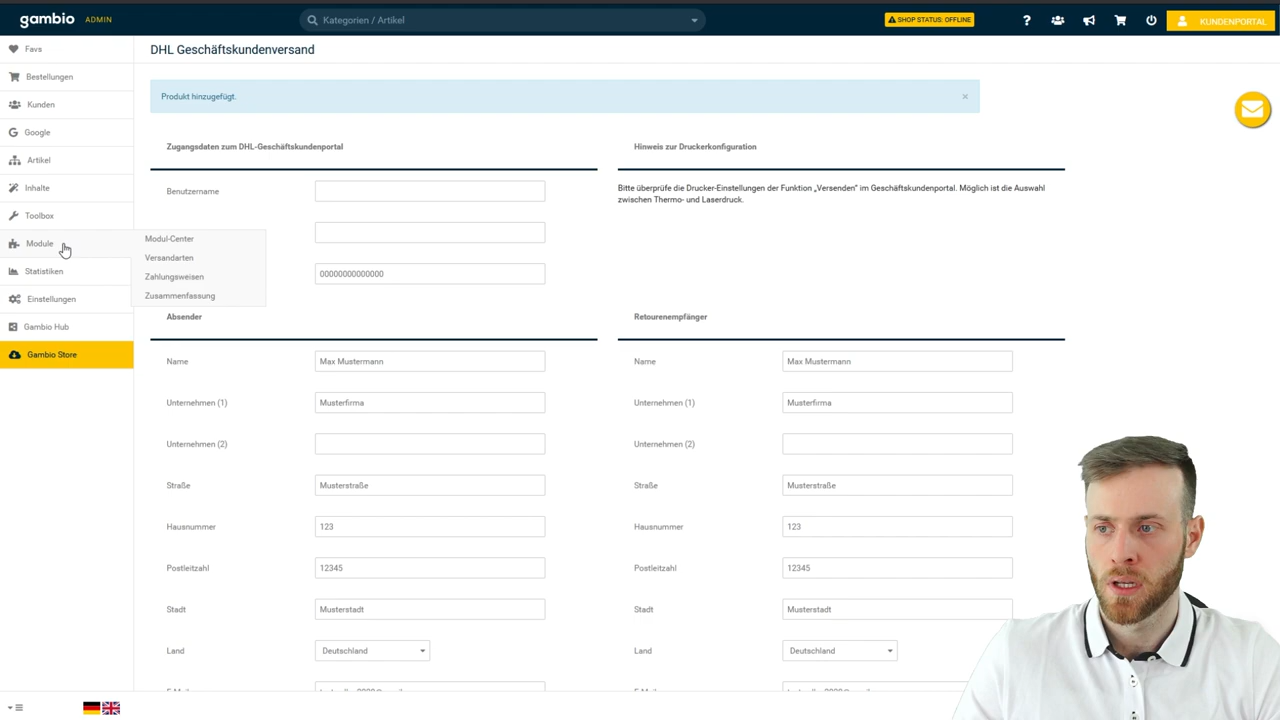 gambio ADMIN
Kategorien / Artikel
SHOP STATUS: OFFLINE
?
KUNDENPORTAL
Favs
Bestellungen
Kunden
Google
Artikel
Inhalte
Toolbox
Module
Statistiken
Einstellungen
Gambio Hub
Gambio Store
Modul-Center
Versandarten
Zahlungsweisen
Zusammenfassung
DHL Geschäftskundenversand
Produkt hinzugefügt.
×
Zugangsdaten zum DHL-Geschäftskundenportal
Benutzername
00000000000000
Hinweis zur Druckerkonfiguration
Bitte überprüfe die Drucker-Einstellungen der Funktion „Versenden“ im Geschäftskundenportal. Möglich ist die Auswahl
zwischen Thermo- und Laserdruck.
Absender
Name Max Mustermann
Unternehmen (1) Musterfirma
Unternehmen (2)
Straße Musterstraße
Hausnummer 123
Postleitzahl 12345
Stadt Musterstadt
Land Deutschland
Retourenempfänger
Name Max Mustermann
Unternehmen (1) Musterfirma
Unternehmen (2)
Straße Musterstraße
Hausnummer 123
Postleitzahl 12345
Stadt Musterstadt
Land Deutschland